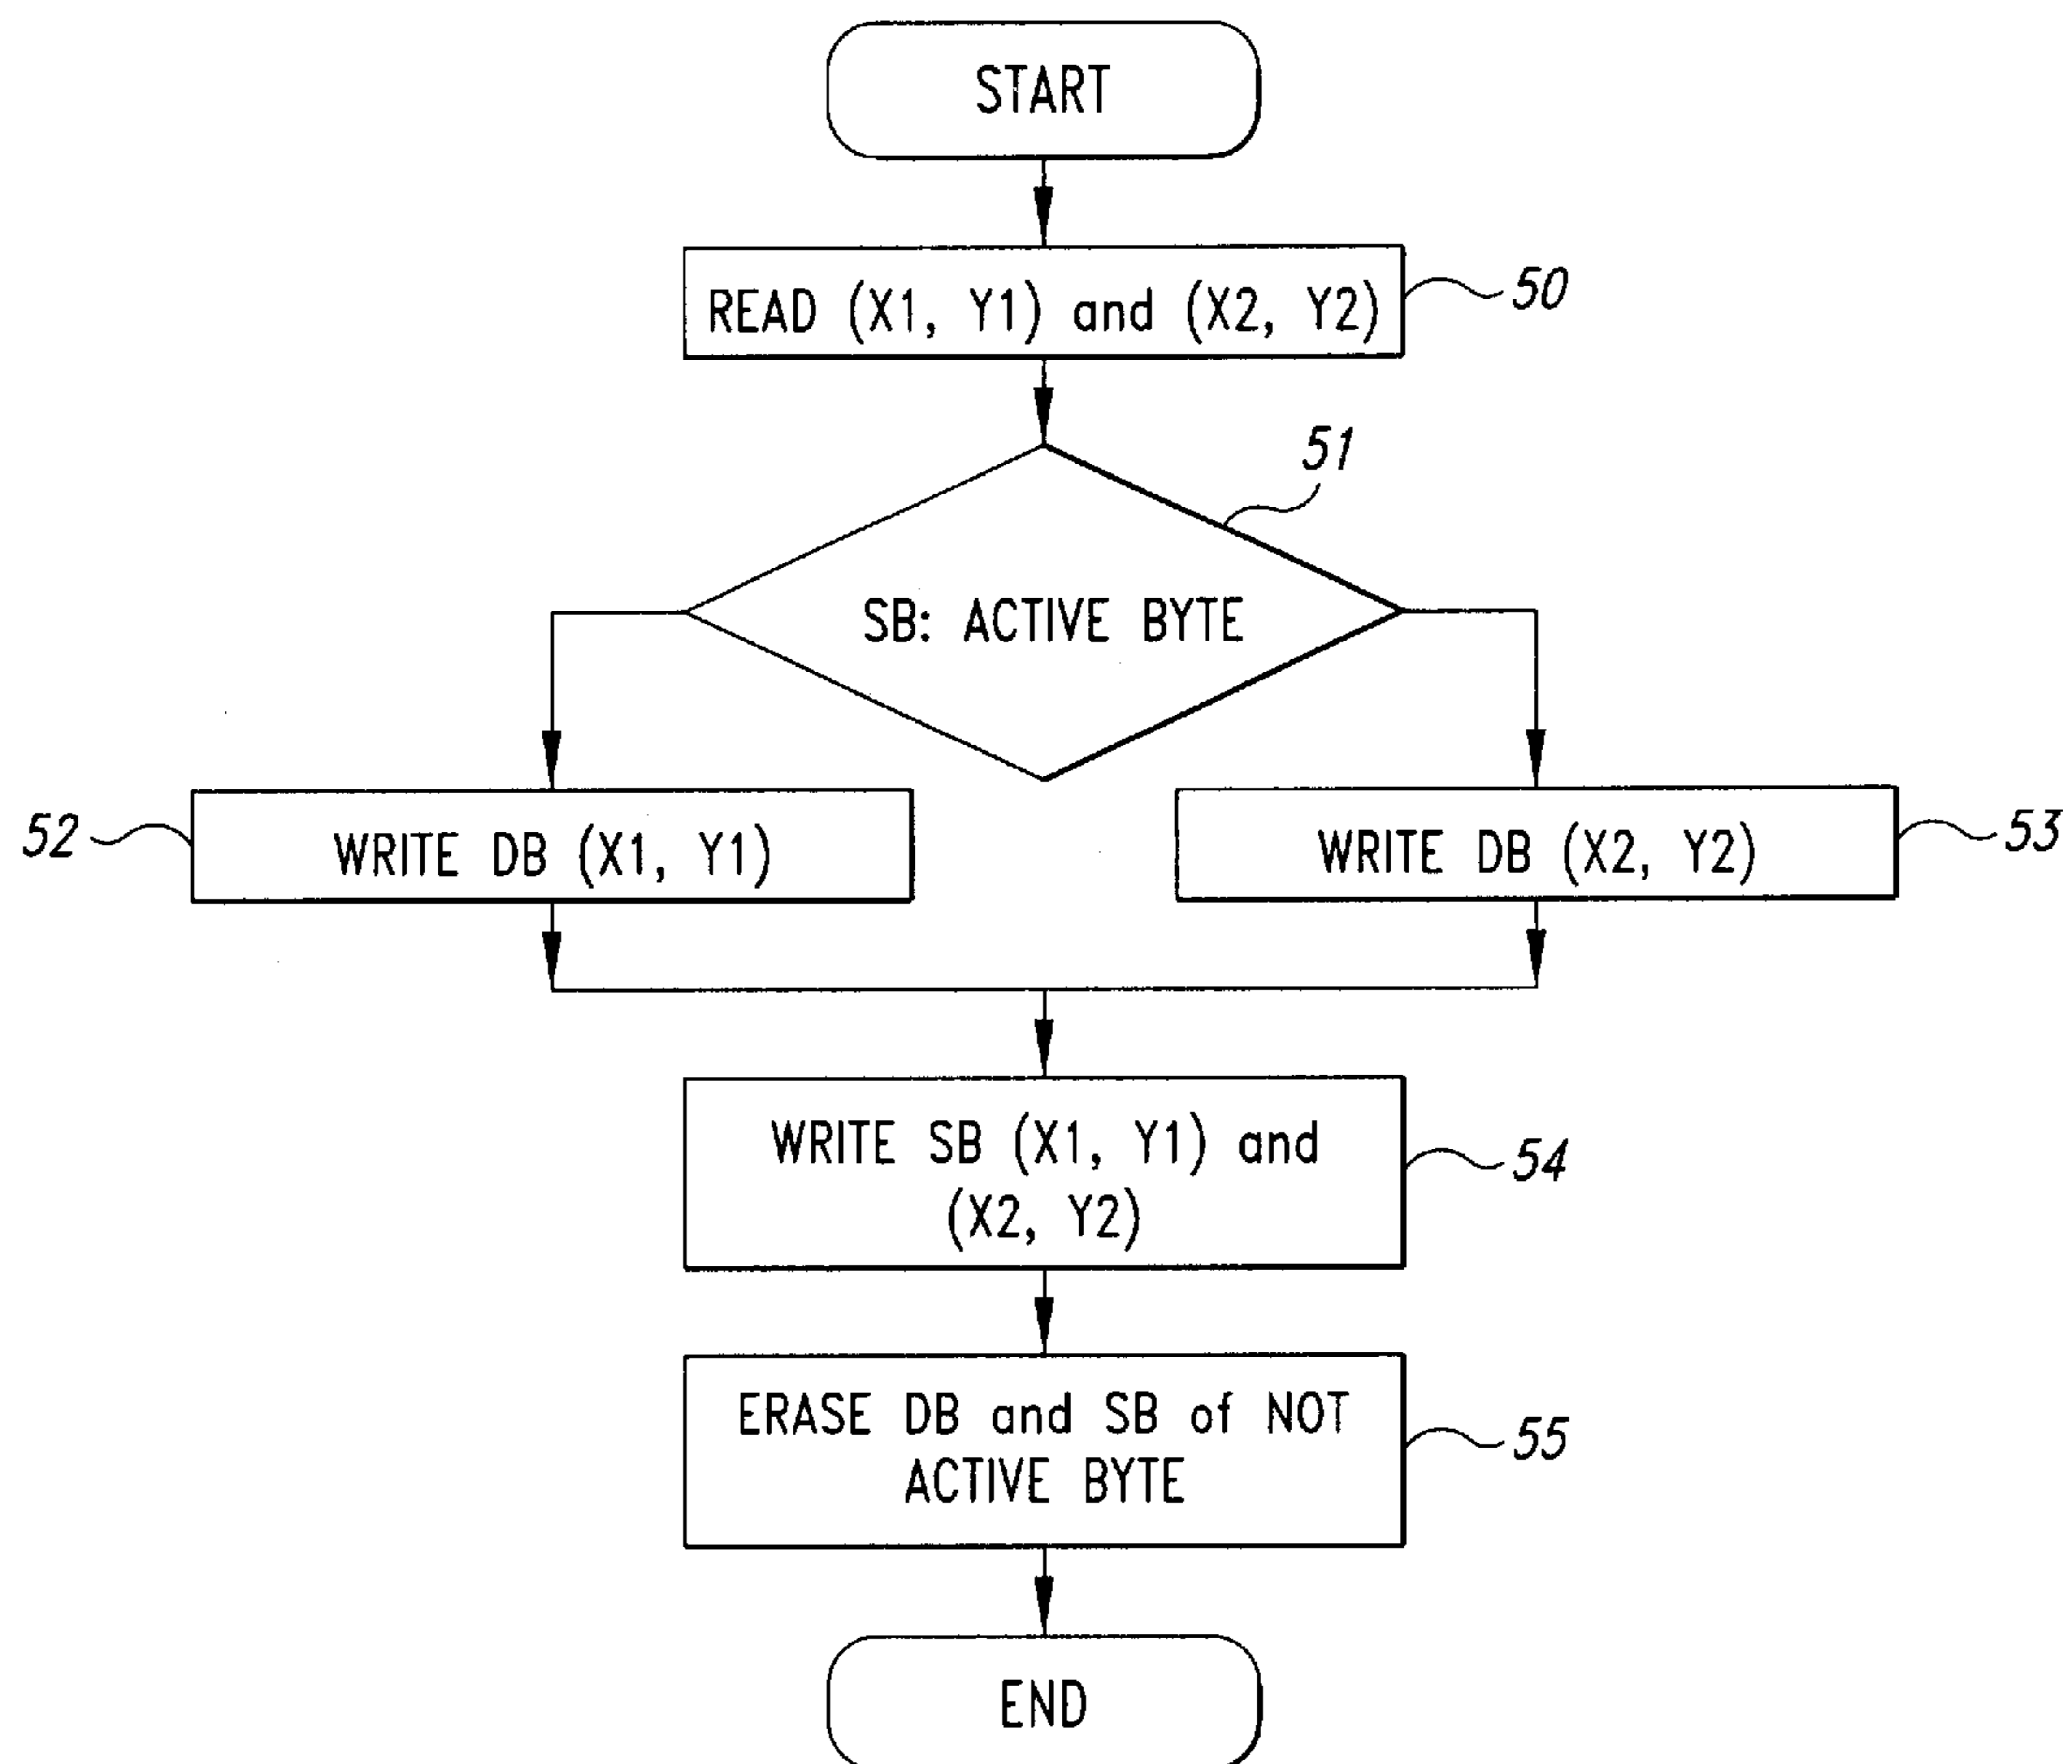 START
READ (X1, Y1) and (X2, Y2)
50
51
SB: ACTIVE BYTE
52
WRITE DB (X1, Y1)
WRITE DB (X2, Y2)
53
WRITE SB (X1, Y1) and
(X2, Y2)
54
ERASE DB and SB of NOT
ACTIVE BYTE
55
END